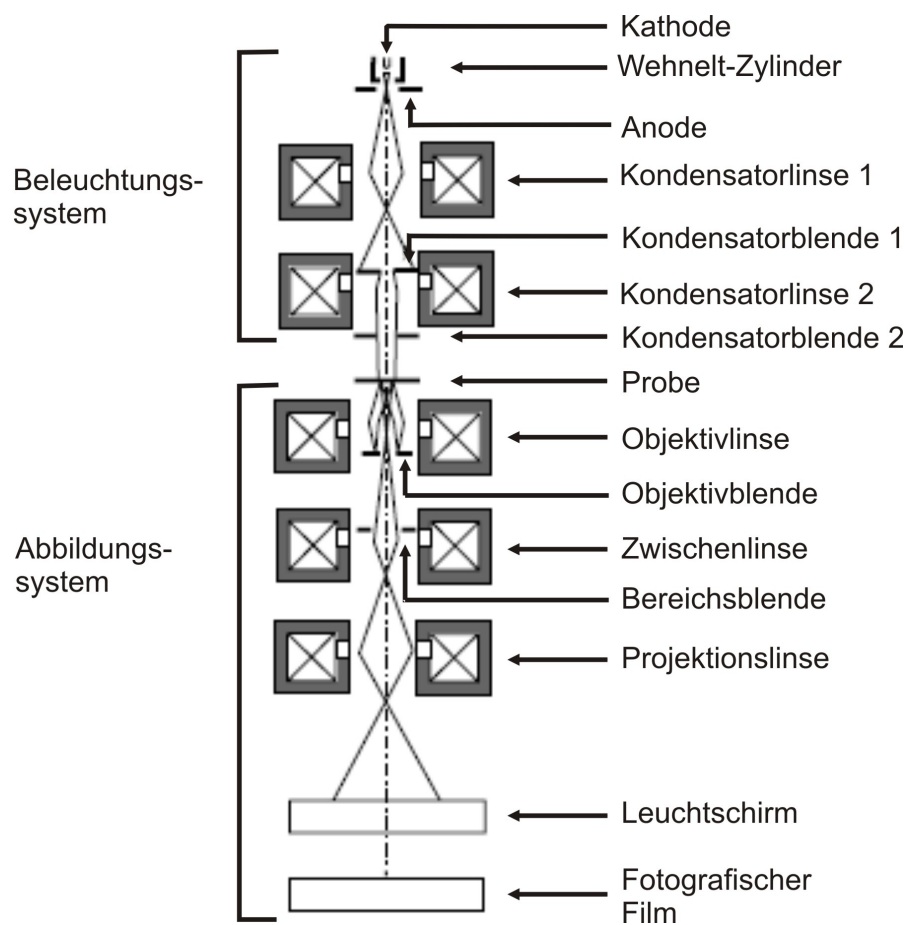 Kathode
Wehnelt-Zylinder
Anode
Beleuchtungs-
system
Kondensatorlinse 1
Kondensatorblende 1
Kondensatorlinse 2
Kondensatorblende 2
Probe
Objektivlinse
Objektivblende
Abbildungs-
system
Zwischenlinse
Bereichsblende
Projektionslinse
Leuchtschirm
Fotografischer
Film